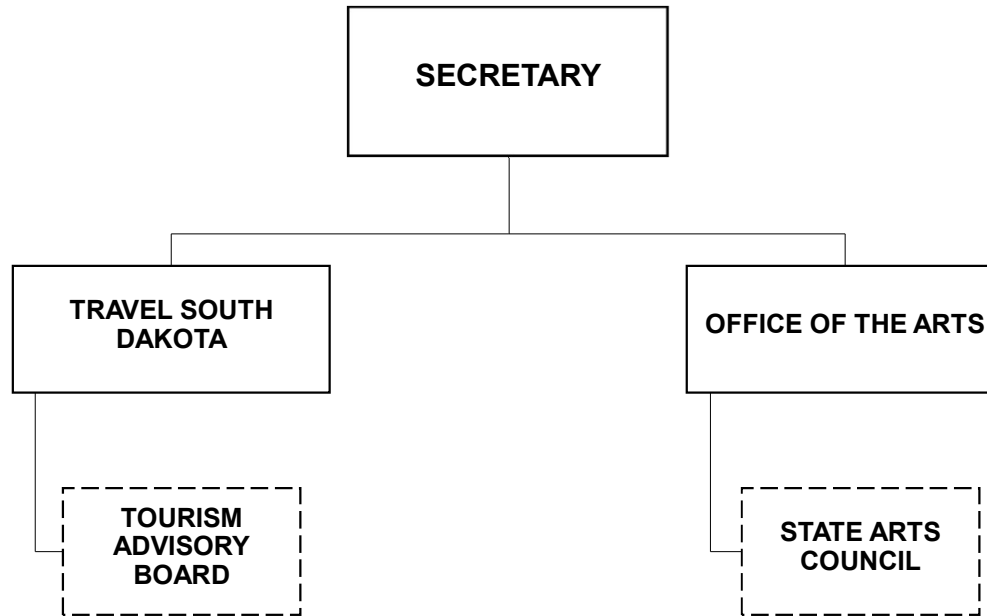 SECRETARY
TRAVEL SOUTH
DAKOTA
OFFICE OF THE ARTS
TOURISM
ADVISORY
BOARD
STATE ARTS
COUNCIL